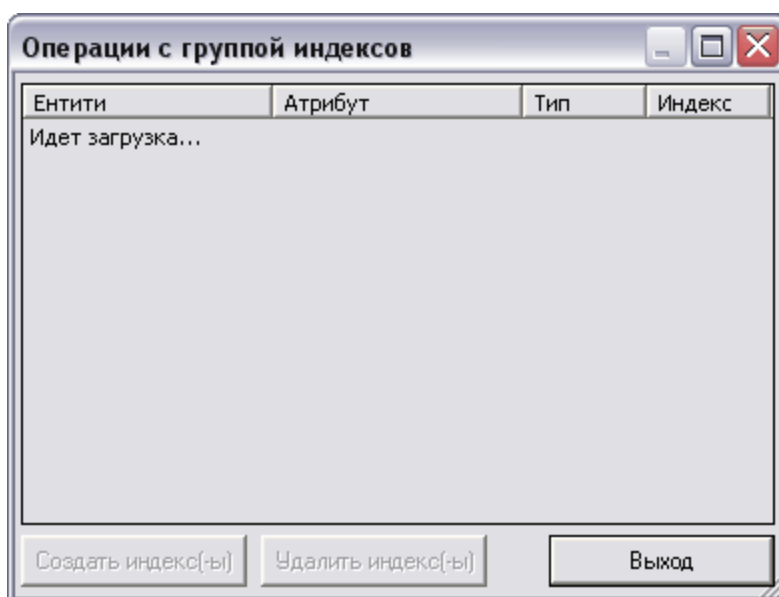 Операции с группой индексов
Ентити Атрибут Тип Индекс
Идет загрузка...
Создать индекс(-ы) Удалить индекс(-ы) Выход